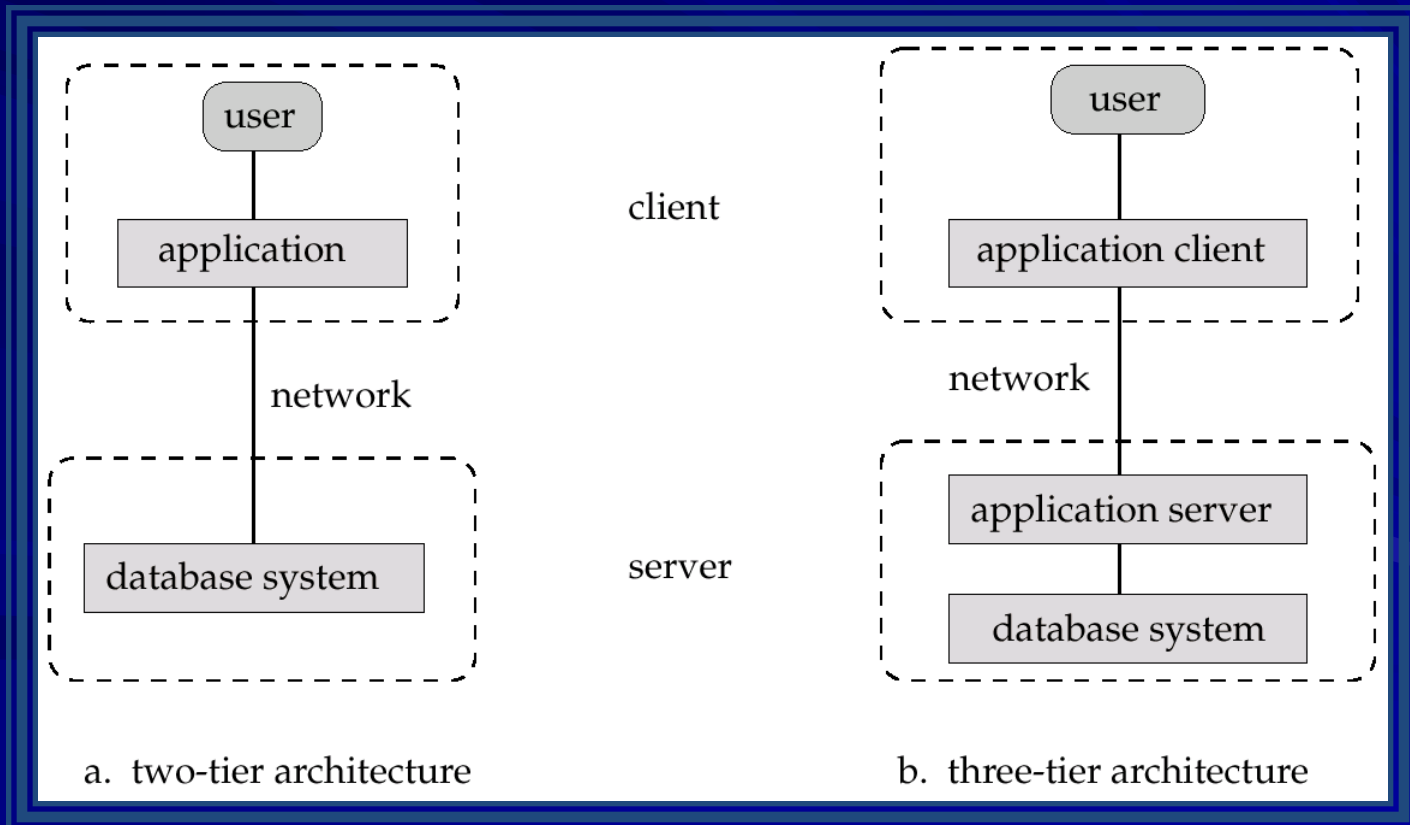 user
application
network
database system
a. two-tier architecture
client
server
user
application client
network
application server
database system
b. three-tier architecture